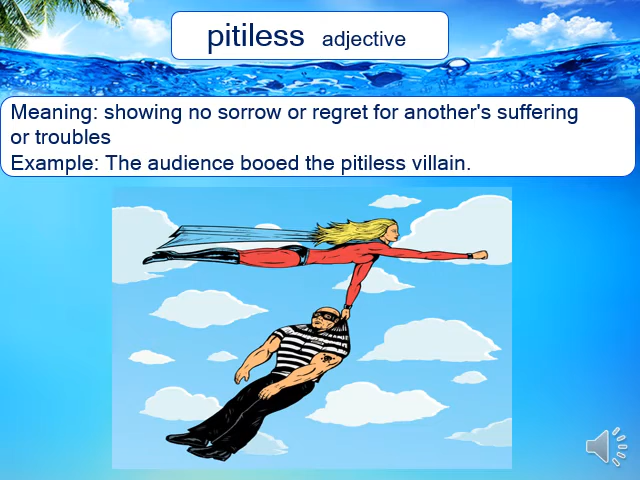 pitiless adjective
Meaning: showing no sorrow or regret for another's suffering
or troubles
Example: The audience booed the pitiless villain.